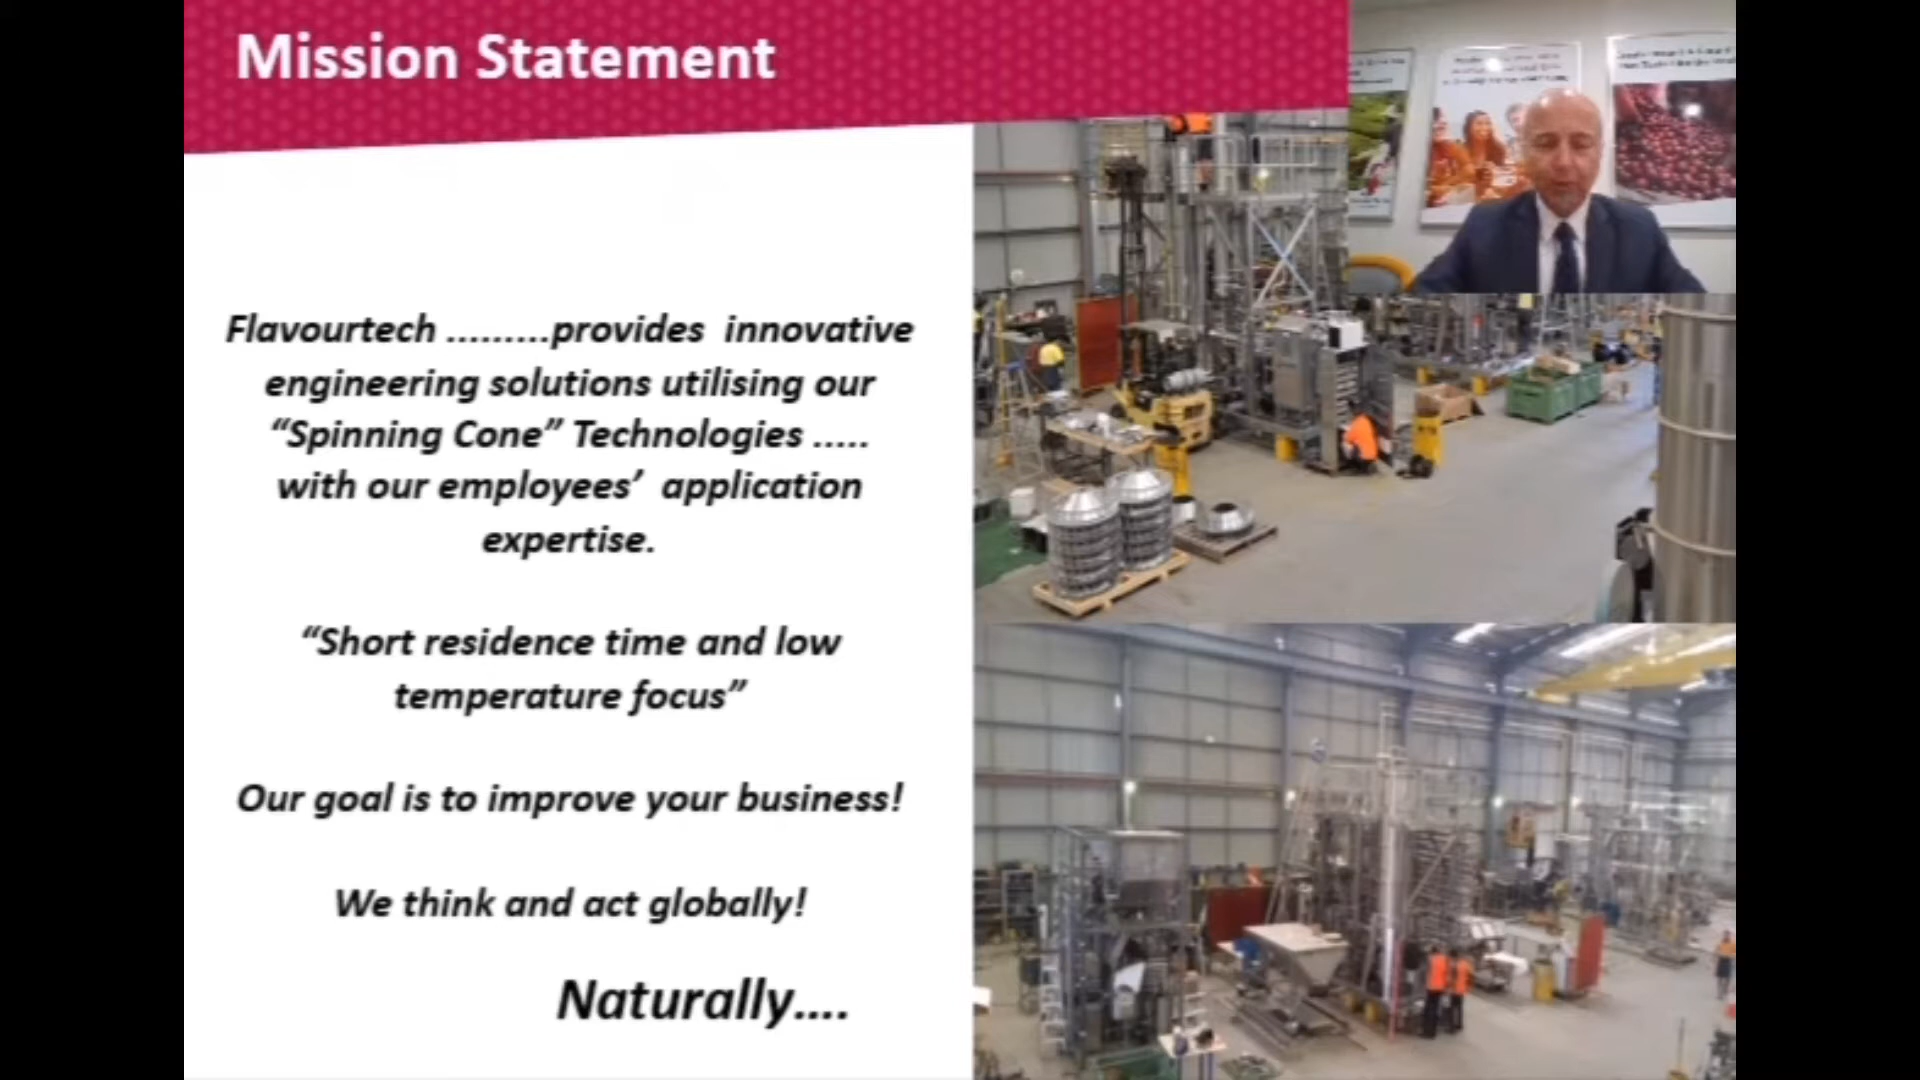 Mission Statement
Flavourtech .........provides innovative
engineering solutions utilising our
“Spinning Cone” Technologies .....
with our employees’ application
expertise.
“Short residence time and low
temperature focus”
Our goal is to improve your business!
We think and act globally!
Naturally....